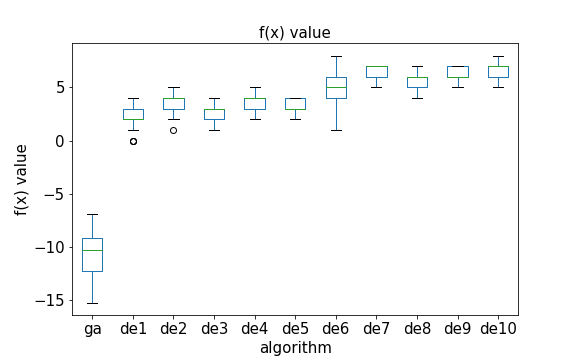 f(x) value
f(x) value
5
0
−5
−10
−15
ga de1 de2 de3 de4 de5 de6 de7 de8 de9 de10
algorithm